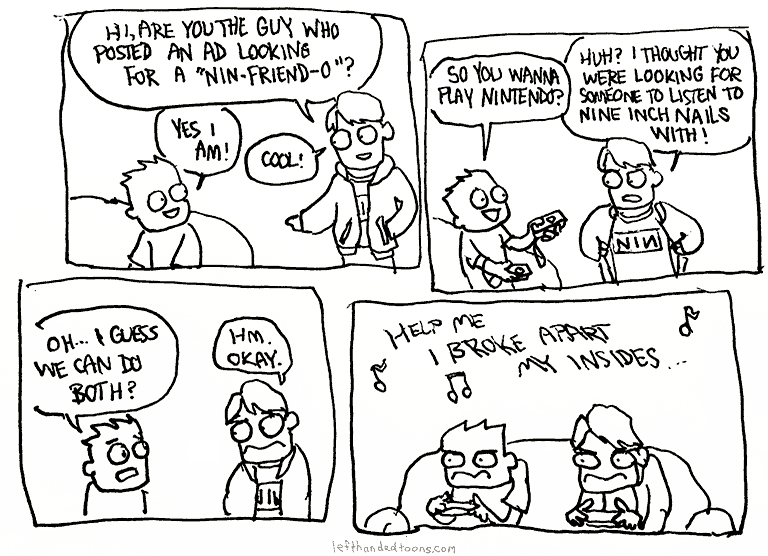 HI, ARE YOU THE GUY WHO
POSTED AN AD LOOKING
FOR A "NIN-FRIEND-O"?
YES I
AM!
COOL!
SO YOU WANNA
PLAY NINTENDO?
HUH? I THOUGHT YOU
WERE LOOKING FOR
SOMEONE TO LISTEN TO
NINE INCH NAILS
WITH!
NIИ
OH... I GUESS
WE CAN DO
BOTH?
HM.
OKAY.
HELP ME
I BROKE APART
MY INSIDES...
lefthandedtoons.com